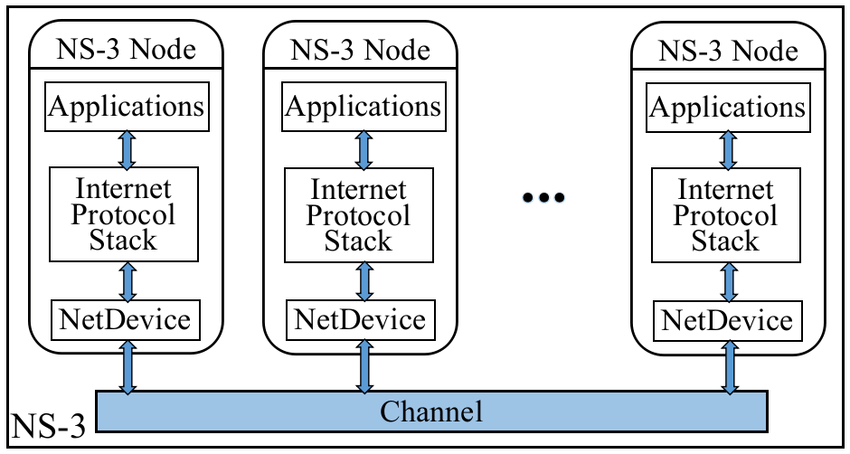 NS-3 Node
Applications
Internet
Protocol
Stack
NetDevice
NS-3 Node
Applications
Internet
Protocol
Stack
NetDevice
...
NS-3 Node
Applications
Internet
Protocol
Stack
NetDevice
Channel
NS-3